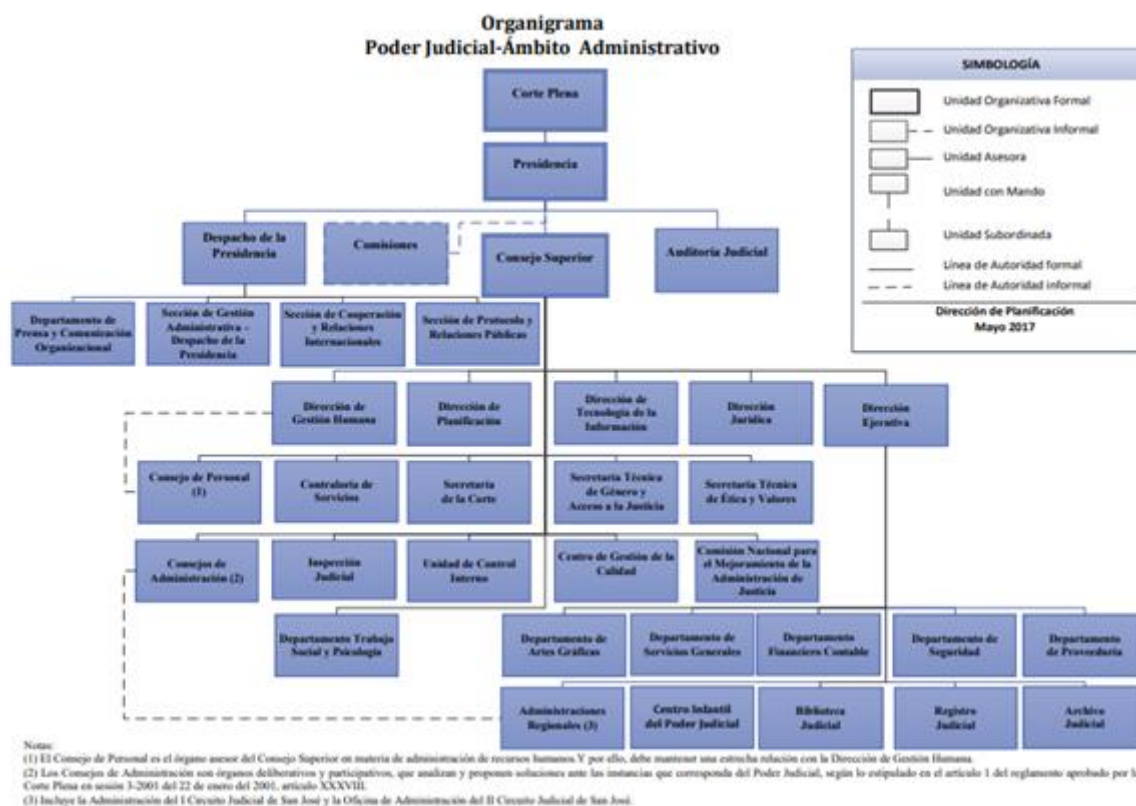 Organigrama
Poder Judicial-Ámbito Administrativo
SIMBOLOGÍA
Unidad Organizativa Formal
Unidad Organizativa Informal
Unidad Asesora
Unidad con Mando
Unidad Subordinada
Línea de Autoridad formal
Línea de Autoridad informal
Dirección de Planificación
Mayo 2017
Corte Plena
Presidencia
Despacho de la
Presidencia
Comisiones
Consejo Superior
Auditoría Judicial
Departamento de
Prensa y Comunicación
Organizacional
Sección de Gestión
Administrativa –
Despacho de la
Presidencia
Sección de Cooperación
y Relaciones
Internacionales
Sección de Protocolo y
Relaciones Públicas
Dirección de
Gestión Humana
Dirección de
Planificación
Dirección de
Tecnología de la
Información
Dirección
Jurídica
Dirección
Ejecutiva
Consejo de Personal
(1)
Contraloría de
Servicios
Secretaría
de la Corte
Secretaría Técnica
de Género y
Acceso a la Justicia
Secretaría Técnica
de Ética y Valores
Consejos de
Administración (2)
Inspección
Judicial
Unidad de Control
Interno
Centro de Gestión de la
Calidad
Comisión Nacional para
el Mejoramiento de la
Administración de
Justicia
Departamento Trabajo
Social y Psicología
Departamento de
Artes Gráficas
Departamento de
Servicios Generales
Departamento
Financiero Contable
Departamento de
Seguridad
Departamento
de Proveeduría
Administraciones
Regionales (3)
Centro Infantil
del Poder Judicial
Biblioteca
Judicial
Registro
Judicial
Archivo
Judicial
Notas:
(1) El Consejo de Personal es el órgano asesor del Consejo Superior en materia de administración de recursos humanos.Y por ello, debe mantener una estrecha relación con la Dirección de Gestión Humana.
(2) Los Consejos de Administración son órganos deliberativos y participativos, que analizan y proponen soluciones ante las instancias que corresponda del Poder Judicial, según lo estipulado en el artículo 1 del reglamento aprobado por la
Corte Plena en sesión 3-2001 del 22 de enero del 2001, artículo XXXVIII.
(3) Incluye la Administración del I Circuito Judicial de San José y la Oficina de Administración del II Circuito Judicial de San José.